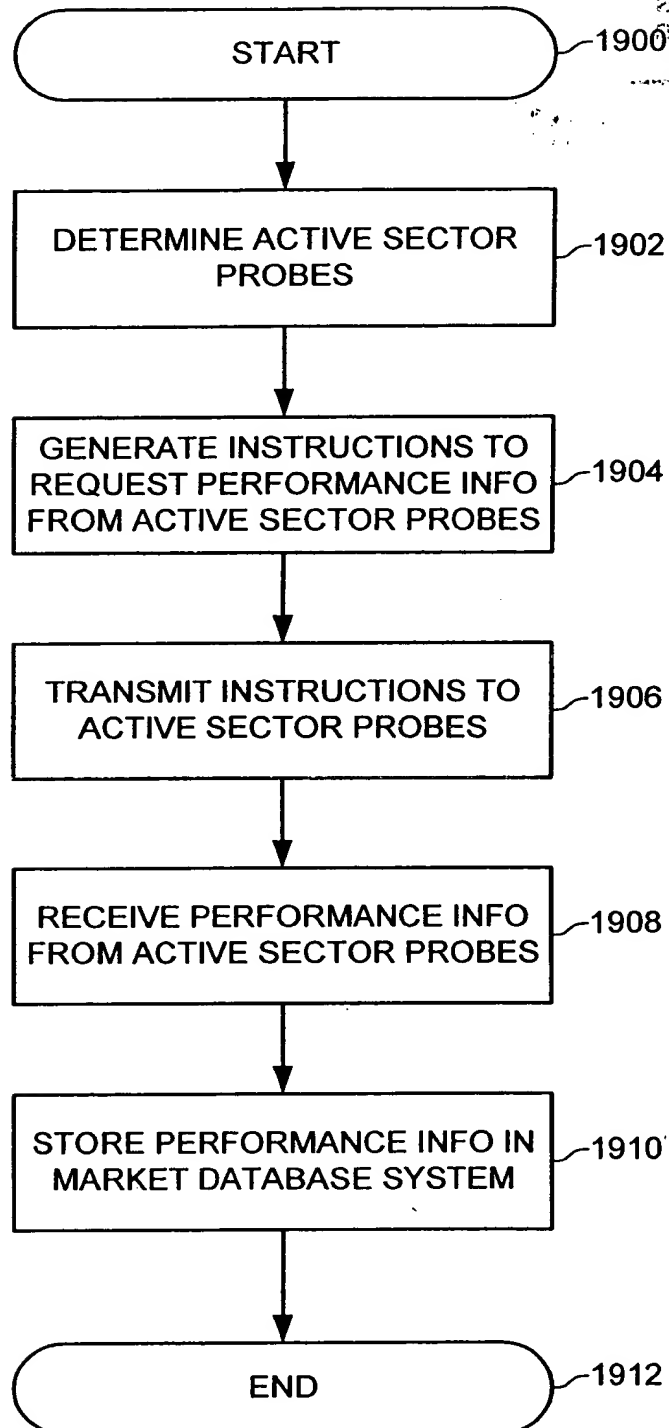 START
1900
DETERMINE ACTIVE SECTOR
PROBES
1902
GENERATE INSTRUCTIONS TO
REQUEST PERFORMANCE INFO
FROM ACTIVE SECTOR PROBES
1904
TRANSMIT INSTRUCTIONS TO
ACTIVE SECTOR PROBES
1906
RECEIVE PERFORMANCE INFO
FROM ACTIVE SECTOR PROBES
1908
STORE PERFORMANCE INFO IN
MARKET DATABASE SYSTEM
1910
END
1912